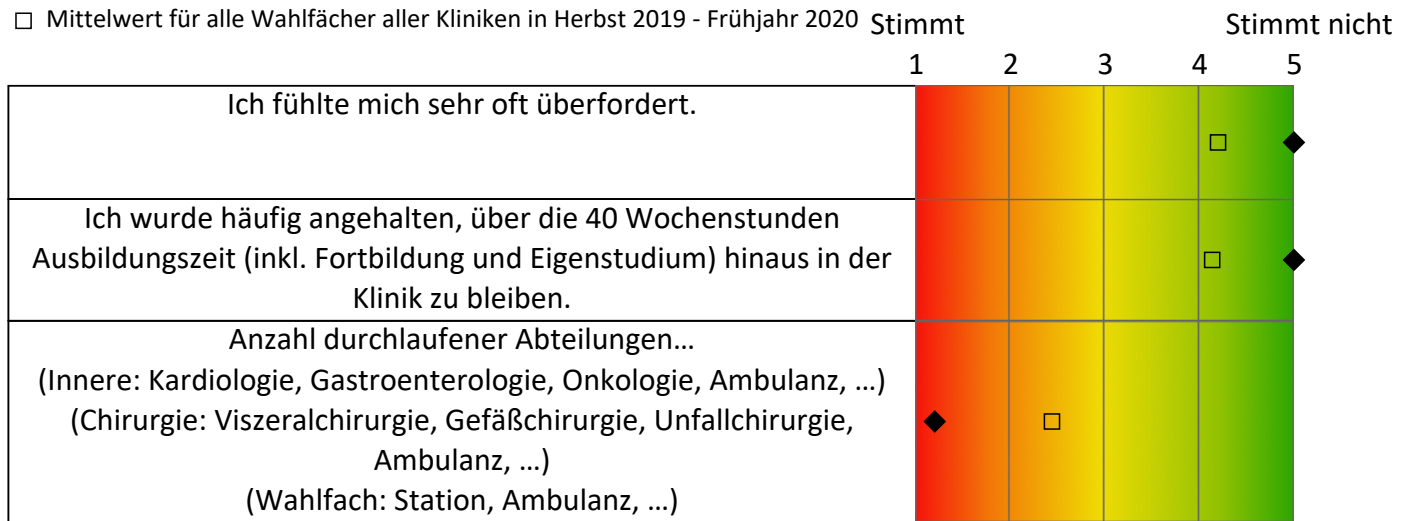 □ Mittelwert für alle Wahlfächer aller Kliniken in Herbst 2019 - Frühjahr 2020
Stimmt Stimmt nicht
1 2 3 4 5
Ich fühlte mich sehr oft überfordert.
Ich wurde häufig angehalten, über die 40 Wochenstunden
Ausbildungszeit (inkl. Fortbildung und Eigenstudium) hinaus in der
Klinik zu bleiben.
Anzahl durchlaufener Abteilungen…
(Innere: Kardiologie, Gastroenterologie, Onkologie, Ambulanz, …)
(Chirurgie: Viszeralchirurgie, Gefäßchirurgie, Unfallchirurgie,
Ambulanz, …)
(Wahlfach: Station, Ambulanz, …)